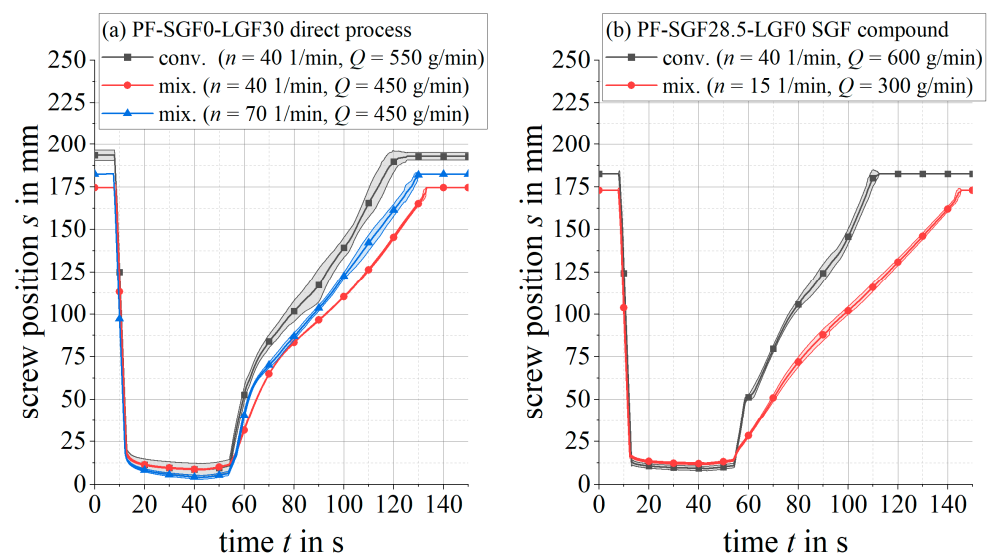 (a) PF-SGF0-LGF30 direct process
conv. (n = 40 1/min, Q = 550 g/min)
mix. (n = 40 1/min, Q = 450 g/min)
mix. (n = 70 1/min, Q = 450 g/min)
250
225
200
175
150
125
100
75
50
25
0
screw position s in mm
0 20 40 60 80 100 120 140
time t in s
(b) PF-SGF28.5-LGF0 SGF compound
conv. (n = 40 1/min, Q = 600 g/min)
mix. (n = 15 1/min, Q = 300 g/min)
250
225
200
175
150
125
100
75
50
25
0
screw position s in mm
0 20 40 60 80 100 120 140
time t in s